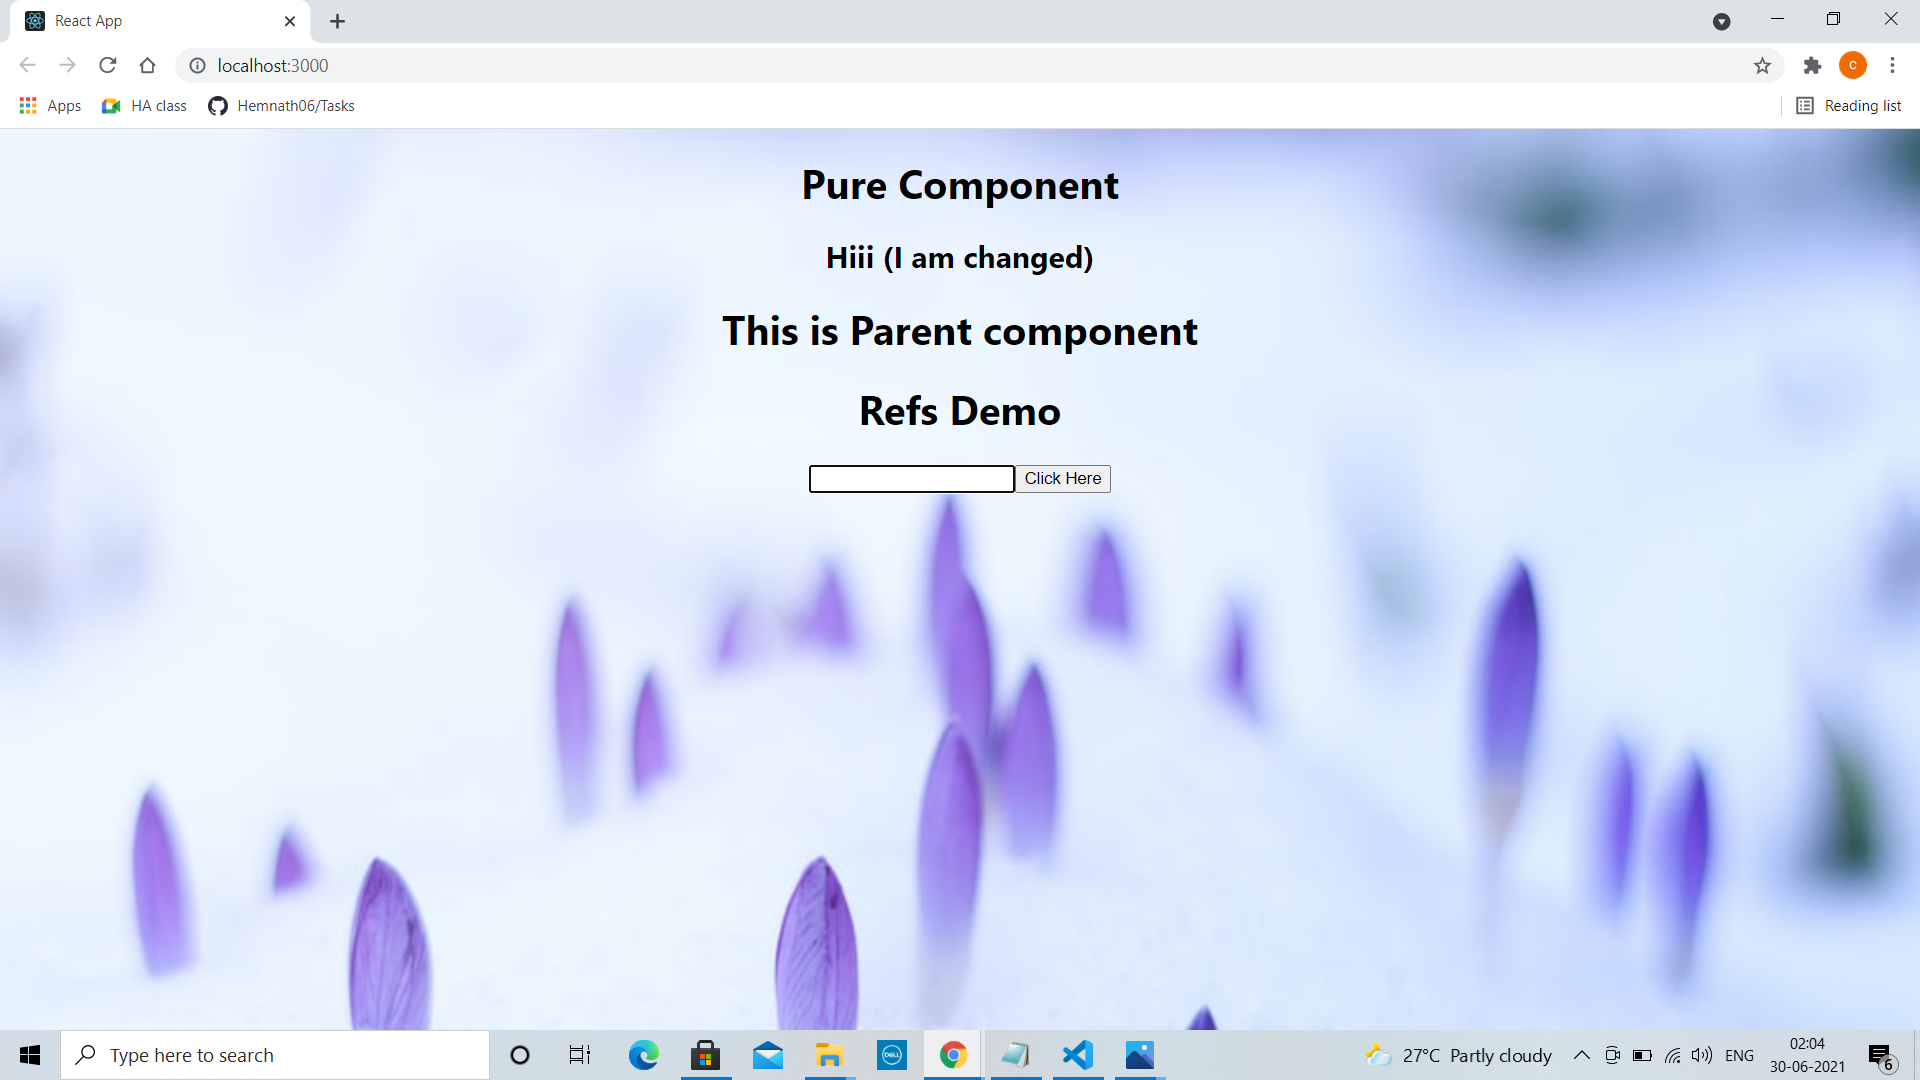 React App
localhost:3000
C
Apps
HA class
Hemnath06/Tasks
Reading list
Pure Component
Hiii (I am changed)
This is Parent component
Refs Demo
Click Here
Type here to search
DELL
27°C Partly cloudy
ENG
02:04
30-06-2021
6